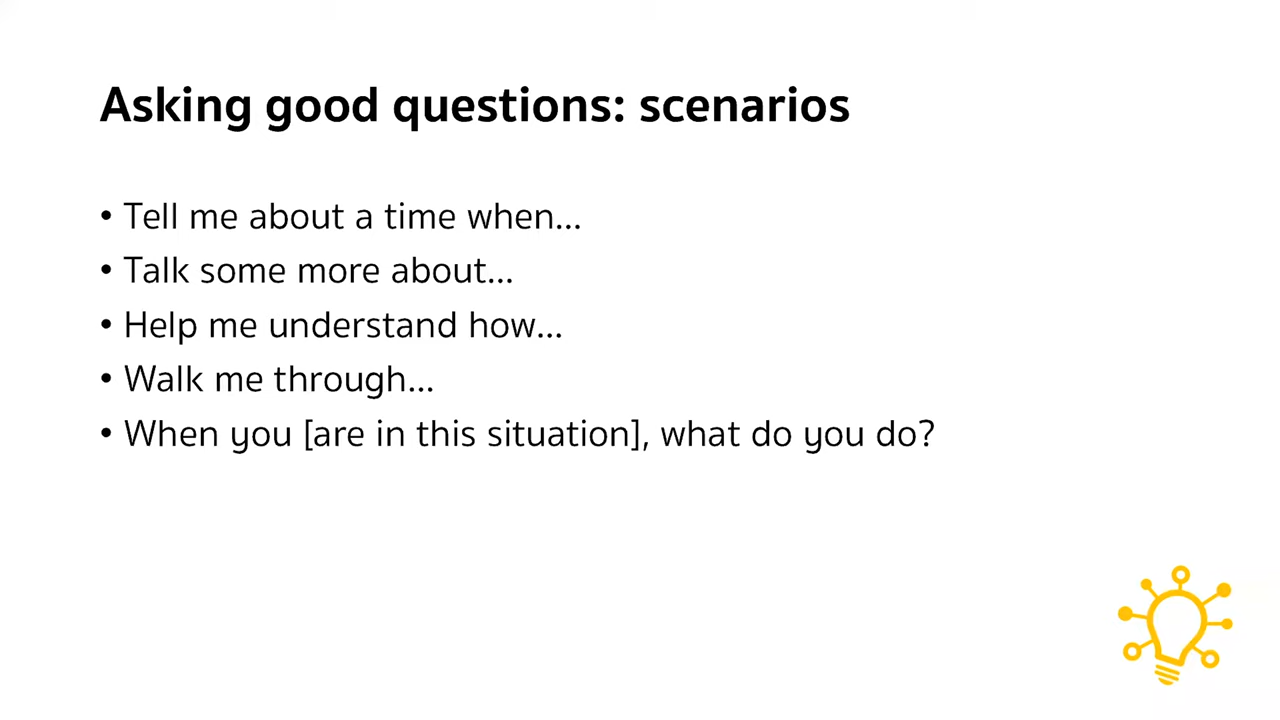 Asking good questions: scenarios
• Tell me about a time when...
• Talk some more about...
• Help me understand how...
• Walk me through...
• When you [are in this situation], what do you do?